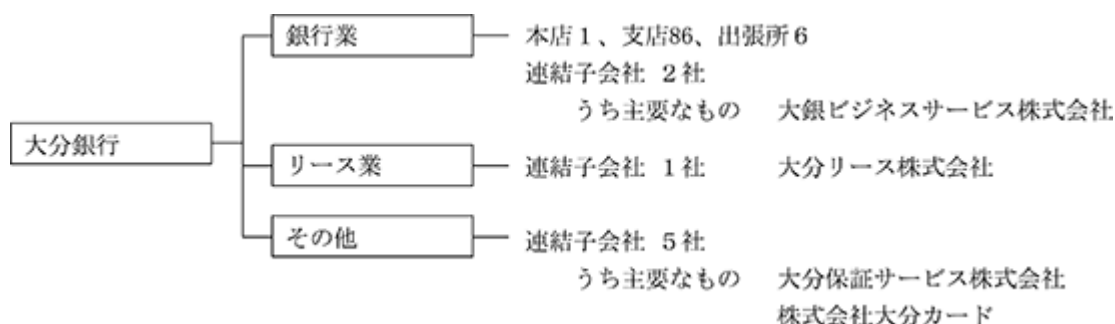 銀行業 本店1、支店86、出張所6
連結子会社 2社
うち主要なもの 大銀ビジネスサービス株式会社
大分銀行
リース業 連結子会社 1社 大分リース株式会社
その他 連結子会社 5社
うち主要なもの 大分保証サービス株式会社
株式会社大分カード